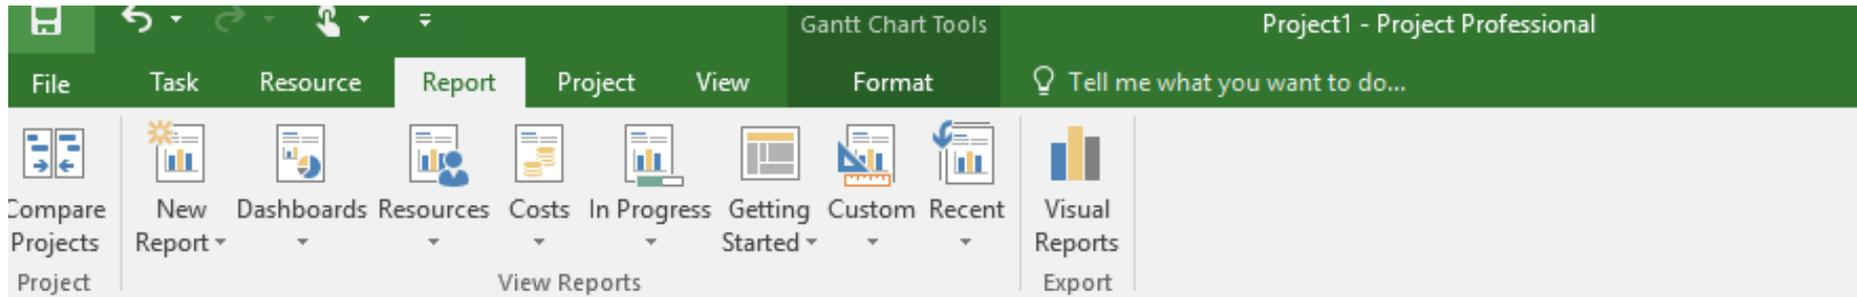 Gantt Chart Tools Project1 - Project Professional
File Task Resource Report Project View Format Tell me what you want to do...
Compare Projects
New Report
Dashboards
Resources
Costs
In Progress
Getting Started
Custom
Recent
Visual Reports
Project View Reports Export